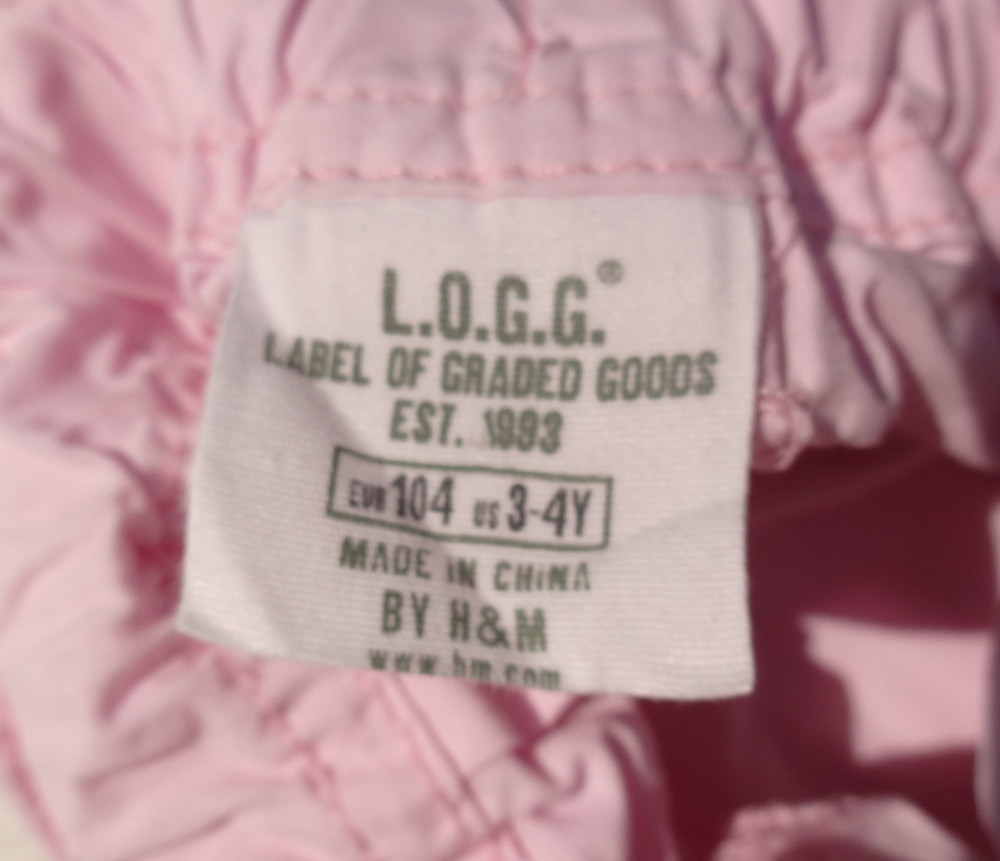 L.O.G.G.®
LABEL OF GRADED GOODS
EST. 1993
EUR 104 US 3-4Y
MADE IN CHINA
BY H&M
www.hm.com